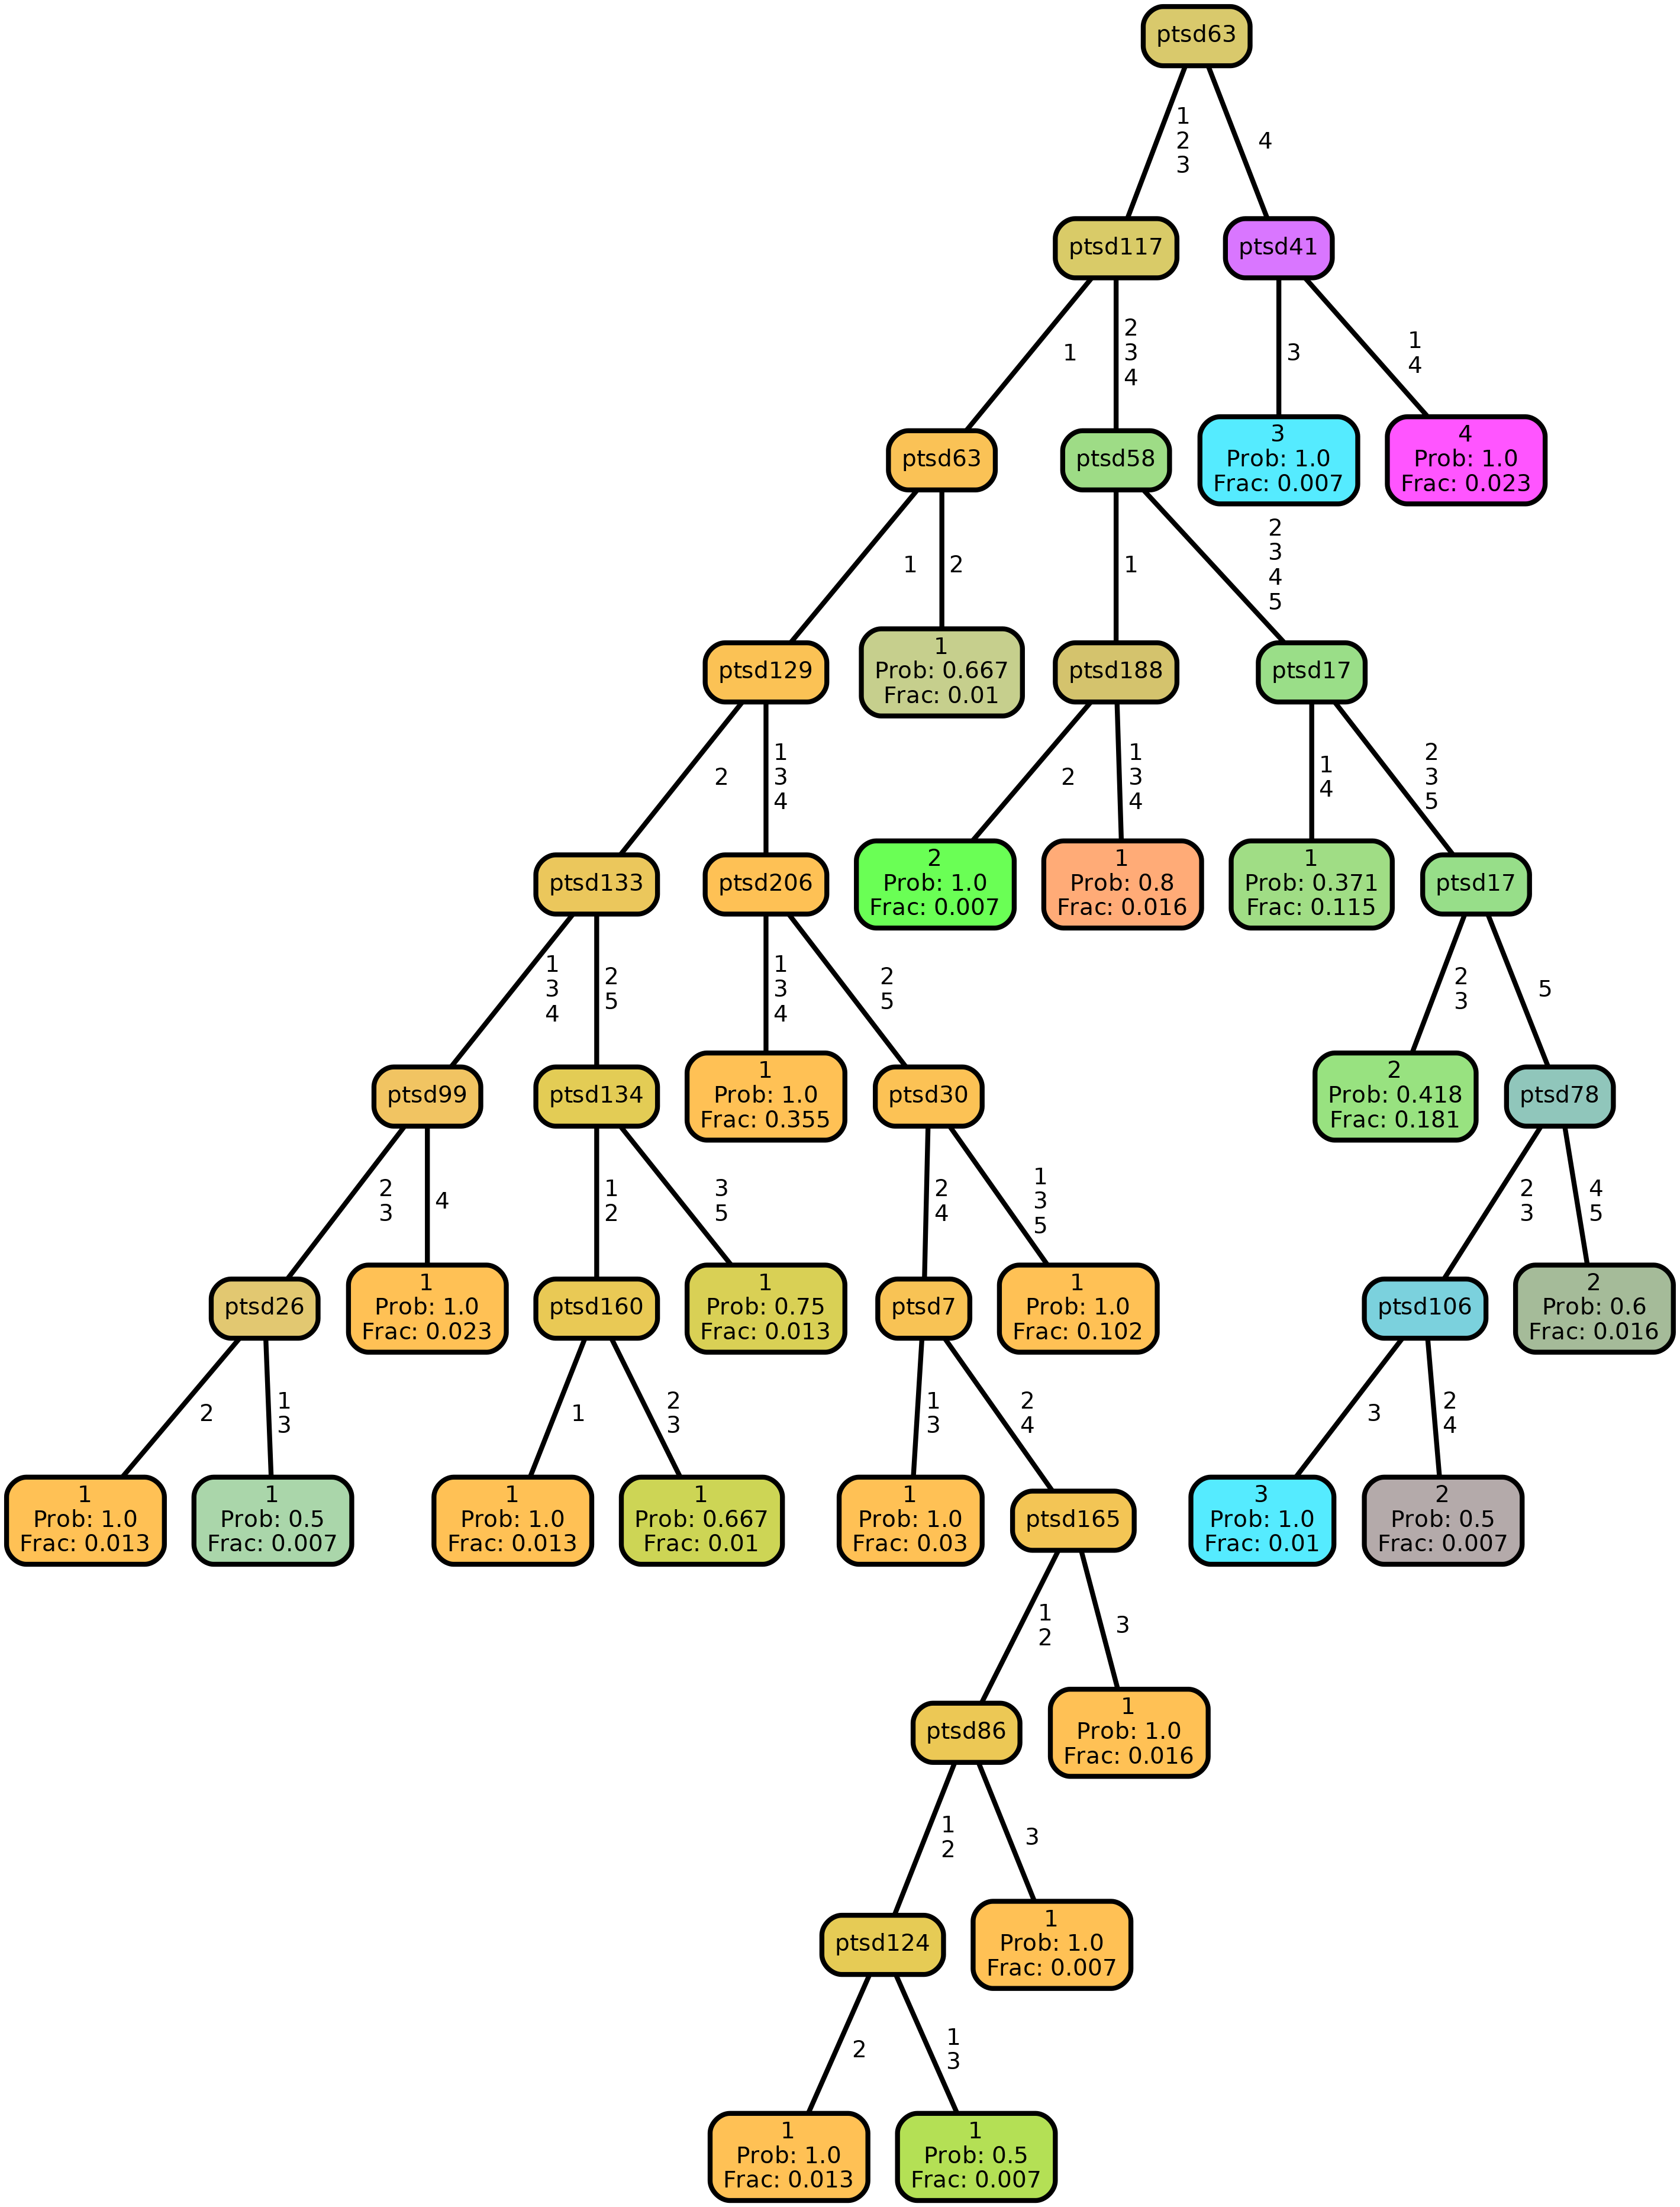 ptsd63
1
2
3
4
ptsd117
ptsd41
1
2
3
4
3
1
4
ptsd63
ptsd58
3
Prob: 1.0
Frac: 0.007
4
Prob: 1.0
Frac: 0.023
1
2
1
2
3
4
5
ptsd129
1
Prob: 0.667
Frac: 0.01
ptsd188
ptsd17
2
1
3
4
2
1
3
4
1
4
2
3
5
ptsd133
ptsd206
2
Prob: 1.0
Frac: 0.007
1
Prob: 0.8
Frac: 0.016
1
Prob: 0.371
Frac: 0.115
ptsd17
1
3
4
2
5
1
3
4
2
5
2
3
5
ptsd99
ptsd134
1
Prob: 1.0
Frac: 0.355
ptsd30
2
Prob: 0.418
Frac: 0.181
ptsd78
2
3
4
1
2
3
5
2
4
1
3
5
2
3
4
5
ptsd26
1
Prob: 1.0
Frac: 0.023
ptsd160
1
Prob: 0.75
Frac: 0.013
ptsd7
1
Prob: 1.0
Frac: 0.102
ptsd106
2
Prob: 0.6
Frac: 0.016
2
1
3
1
2
3
1
3
2
4
3
2
4
1
Prob: 1.0
Frac: 0.013
1
Prob: 0.5
Frac: 0.007
1
Prob: 1.0
Frac: 0.013
1
Prob: 0.667
Frac: 0.01
1
Prob: 1.0
Frac: 0.03
ptsd165
3
Prob: 1.0
Frac: 0.01
2
Prob: 0.5
Frac: 0.007
1
2
3
ptsd86
1
Prob: 1.0
Frac: 0.016
1
2
3
ptsd124
1
Prob: 1.0
Frac: 0.007
2
1
3
1
Prob: 1.0
Frac: 0.013
1
Prob: 0.5
Frac: 0.007